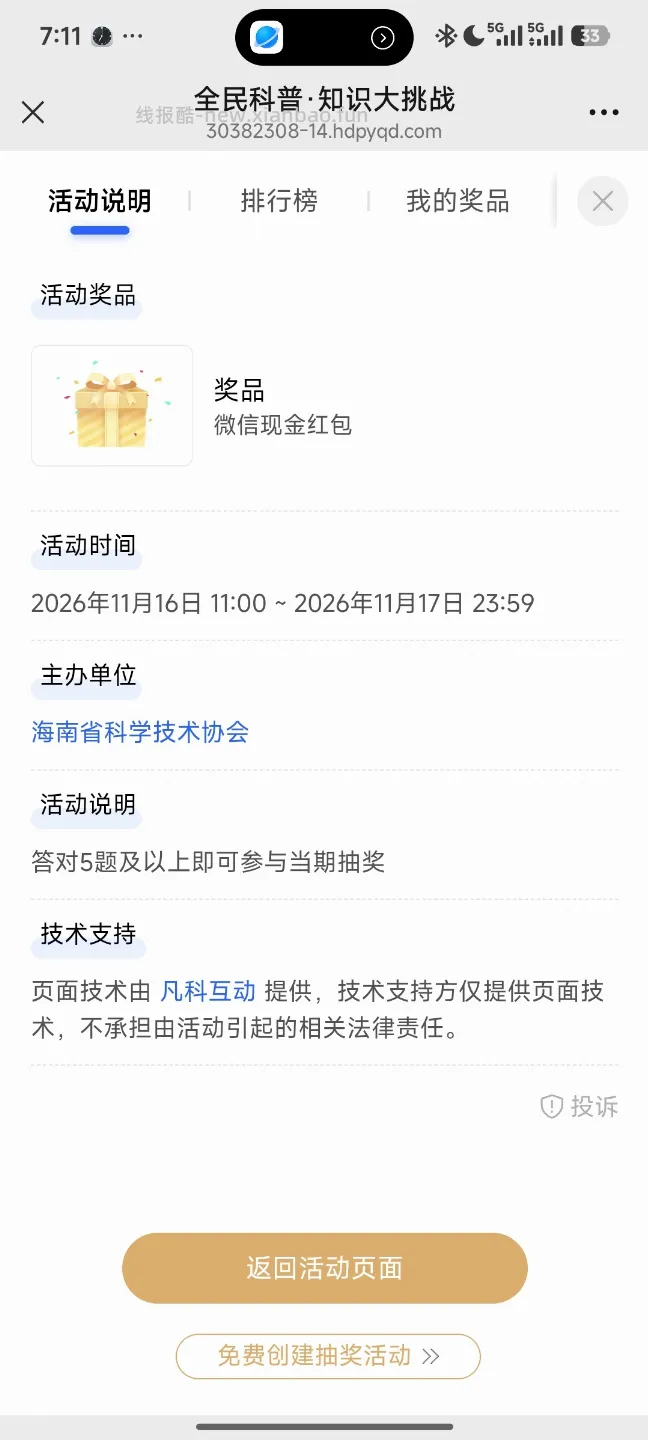 7:11
5G
5G
33
全民科普·知识大挑战
线报酷-new.xianbao.fun
30382308-14.hdpyqd.com
活动说明
排行榜
我的奖品
活动奖品
奖品
微信现金红包
活动时间
2026年11月16日 11:00 ~ 2026年11月17日 23:59
主办单位
海南省科学技术协会
活动说明
答对5题及以上即可参与当期抽奖
技术支持
页面技术由 凡科互动 提供，技术支持方仅提供页面技
术，不承担由活动引起的相关法律责任。
投诉
返回活动页面
免费创建抽奖活动